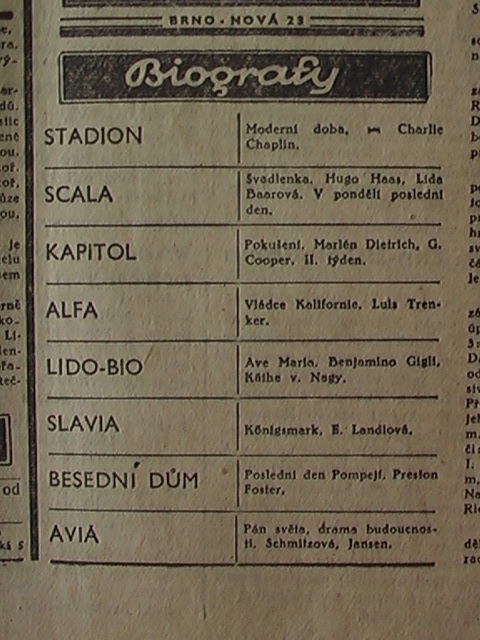 BRNO - NOVÁ 23
Biografy
STADION
Moderní doba, Charlie
Chaplin.
SCALA
Švadlenka, Hugo Haas, Lída
Baarová. V pondělí poslední
den.
KAPITOL
Pokušení, Marlén Dietrich, G.
Cooper, II. týden.
ALFA
Vládce Kalifornie, Luis Tren-
ker.
LIDO-BIO
Ave Maria, Benjamino Gigli,
Käthe v. Nagy.
SLAVIA
Königsmark, E. Landiová.
BESEDNÍ DŮM
Poslední den Pompejí, Preston
Foster.
AVIA
Pán světa, drama budoucnos-
ti. Schmitzová, Jansen.